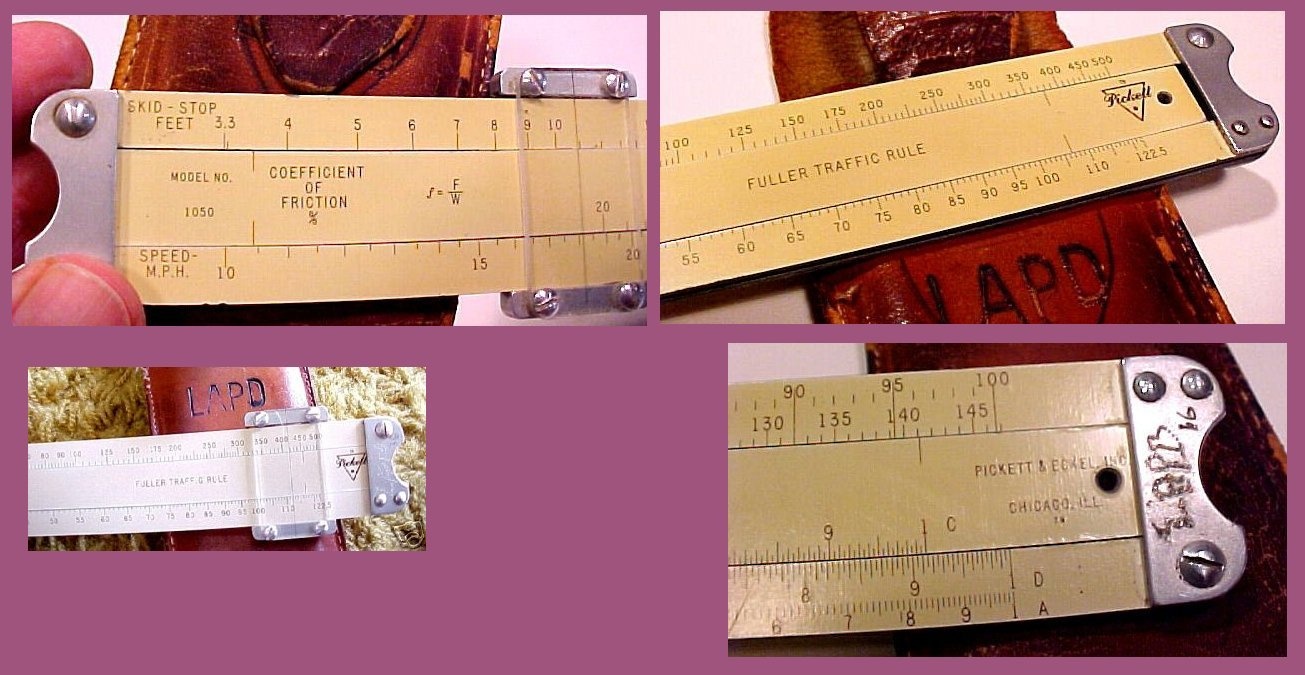 SKID-STOP
FEET 3.3 4 5 6 7 8 9 10
MODEL NO.
1050
COEFFICIENT
OF
FRICTION
%
f = F/W
20
SPEED-
M.P.H. 10 15 20
100 125 150 175 200 250 300 350 400 450 500
Pickett
FULLER TRAFFIC RULE
55 60 65 70 75 80 85 90 95 100 110 122.5
LAPD
LAPD
80 90 100 125 150 175 200 250 300 350 400 450 500
Pickett
FULLER TRAFFIC RULE
50 55 60 65 70 75 80 85 90 95 100 110 122.5
90 95 100
130 135 140 145
PICKETT & ECKEL, INC
CHICAGO, ILL.
9 1 C
8 9 1 D
6 7 8 9 1 A